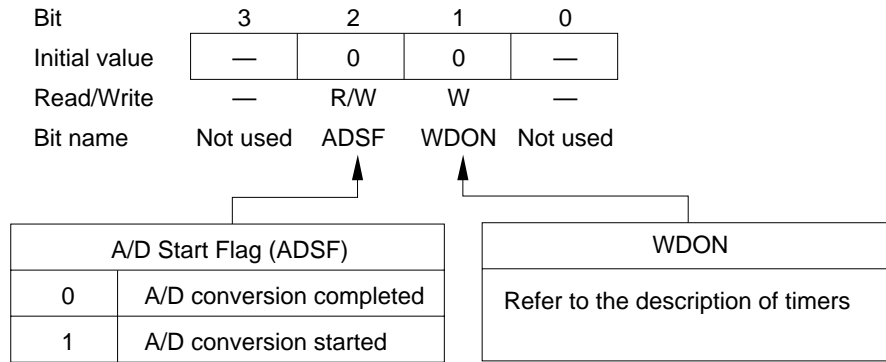 Bit 3 2 1 0
Initial value — 0 0 —
Read/Write — R/W W —
Bit name Not used ADSF WDON Not used
A/D Start Flag (ADSF)
0 A/D conversion completed
1 A/D conversion started
WDON
Refer to the description of timers